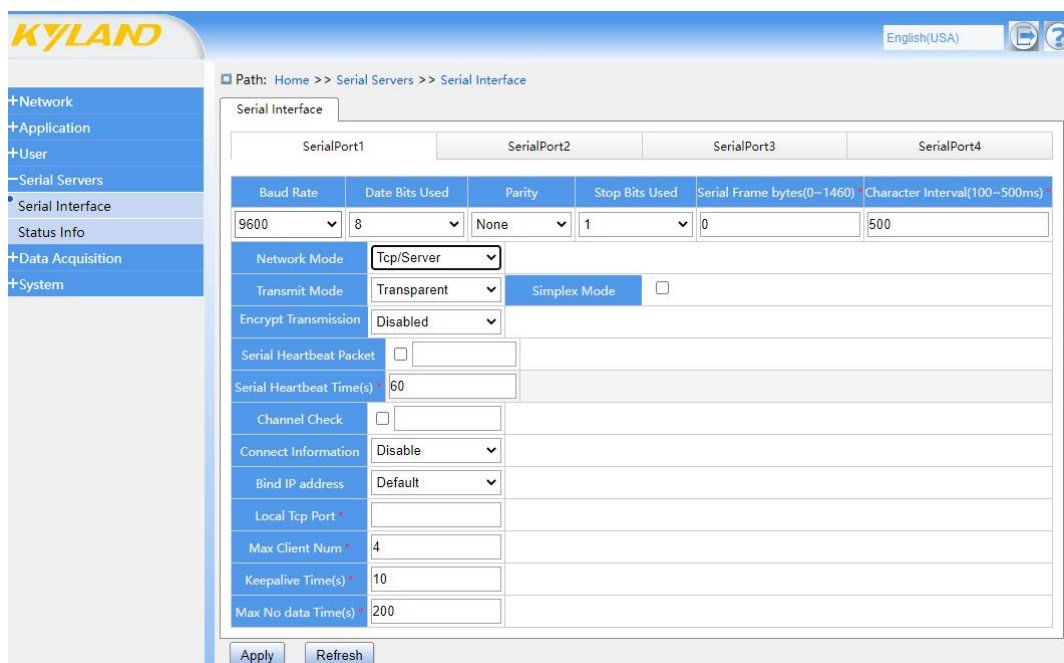 KYLAND
English(USA)
?
Path: Home >> Serial Servers >> Serial Interface
+Network
+Application
+User
−Serial Servers
Serial Interface
Status Info
+Data Acquisition
+System
Serial Interface
SerialPort1 SerialPort2 SerialPort3 SerialPort4
Baud Rate Date Bits Used Parity Stop Bits Used Serial Frame bytes(0~1460) * Character Interval(100~500ms) *
9600 8 None 1 0 500
Network Mode Tcp/Server
Transmit Mode Transparent Simplex Mode
Encrypt Transmission Disabled
Serial Heartbeat Packet
Serial Heartbeat Time(s) * 60
Channel Check
Connect Information Disable
Bind IP address Default
Local Tcp Port *
Max Client Num * 4
Keepalive Time(s) * 10
Max No data Time(s) * 200
Apply Refresh